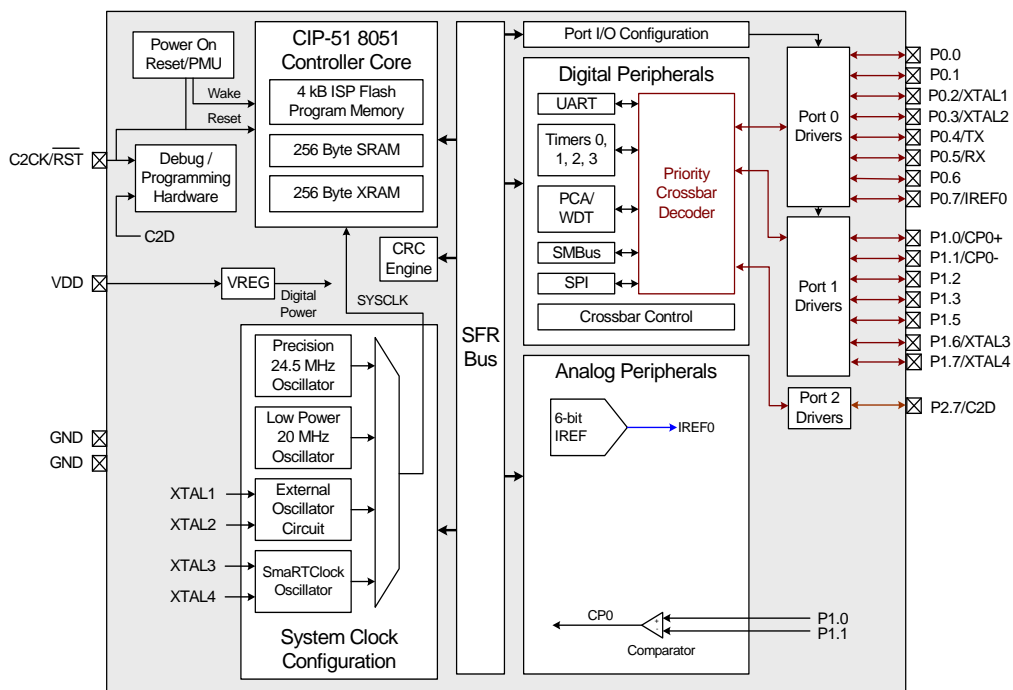 Power On
Reset/PMU
Wake
Reset
C2CK/RST
Debug /
Programming
Hardware
C2D
VDD
VREG
Digital
Power
GND
GND
CIP-51 8051
Controller Core
4 kB ISP Flash
Program Memory
256 Byte SRAM
256 Byte XRAM
CRC
Engine
SYSCLK
Precision
24.5 MHz
Oscillator
Low Power
20 MHz
Oscillator
XTAL1
XTAL2
External
Oscillator
Circuit
XTAL3
XTAL4
SmaRTClock
Oscillator
System Clock
Configuration
SFR
Bus
Port I/O Configuration
Digital Peripherals
UART
Timers 0,
1, 2, 3
PCA/
WDT
SMBus
SPI
Priority
Crossbar
Decoder
Crossbar Control
Analog Peripherals
6-bit
IREF
IREF0
CP0
+
-
Comparator
P1.0
P1.1
Port 0
Drivers
Port 1
Drivers
Port 2
Drivers
P0.0
P0.1
P0.2/XTAL1
P0.3/XTAL2
P0.4/TX
P0.5/RX
P0.6
P0.7/IREF0
P1.0/CP0+
P1.1/CP0-
P1.2
P1.3
P1.5
P1.6/XTAL3
P1.7/XTAL4
P2.7/C2D